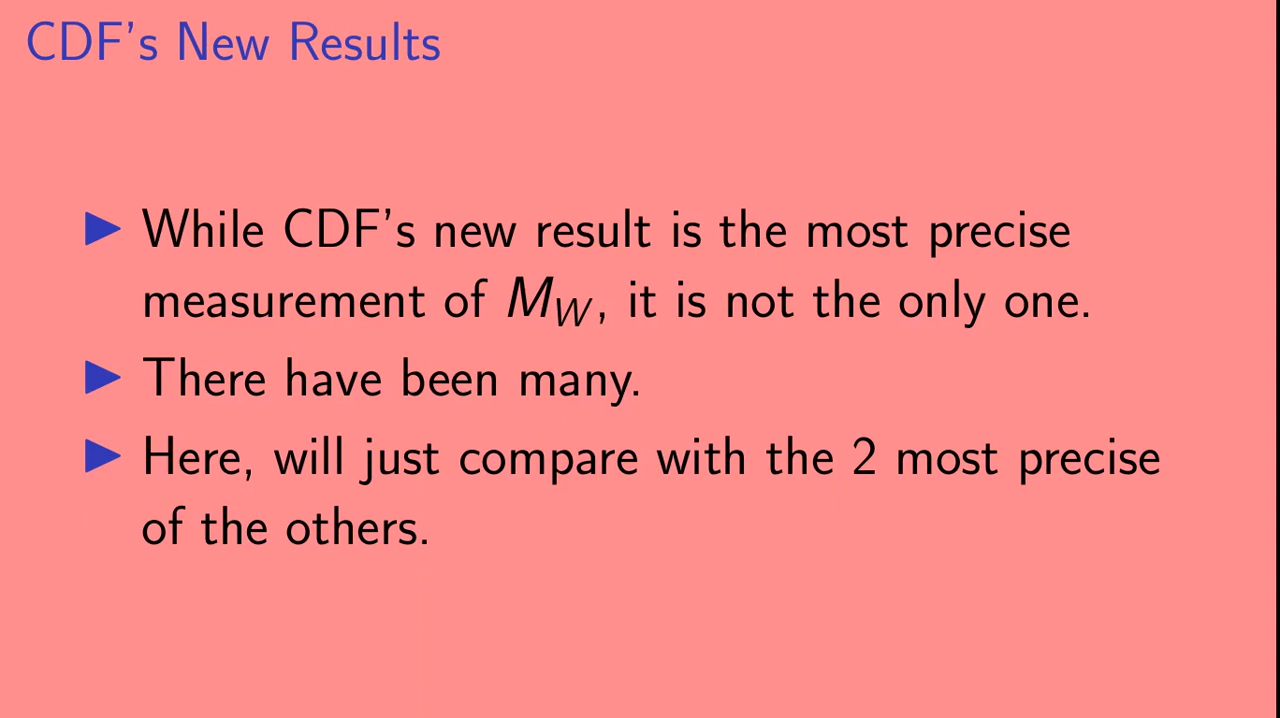 CDF's New Results
▶ While CDF's new result is the most precise
measurement of M_W, it is not the only one.
▶ There have been many.
▶ Here, will just compare with the 2 most precise
of the others.